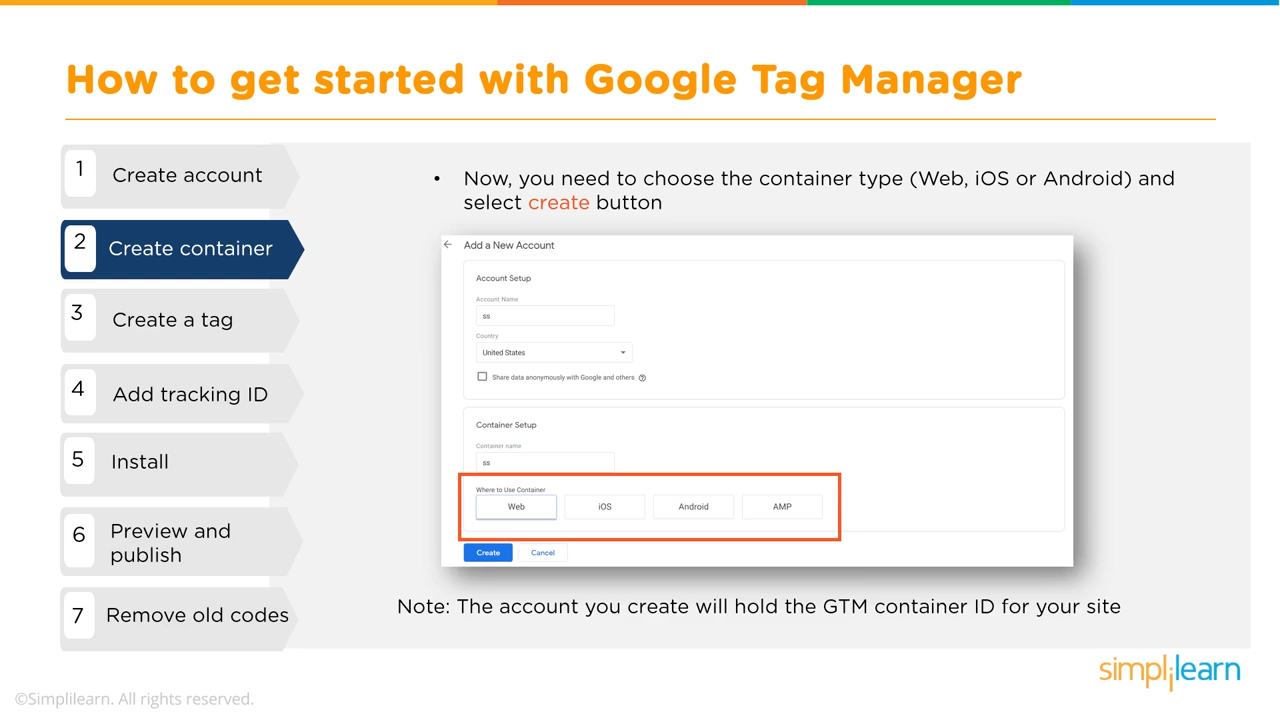 How to get started with Google Tag Manager
1
Create account
2
Create container
3
Create a tag
4
Add tracking ID
5
Install
6
Preview and
publish
7
Remove old codes
• Now, you need to choose the container type (Web, iOS or Android) and
select create button
Add a New Account
Account Setup
Account Name
ss
Country
United States
Share data anonymously with Google and others
Container Setup
Container name
ss
Where to Use Container
Web iOS Android AMP
Create Cancel
Note: The account you create will hold the GTM container ID for your site
simplilearn
©Simplilearn. All rights reserved.